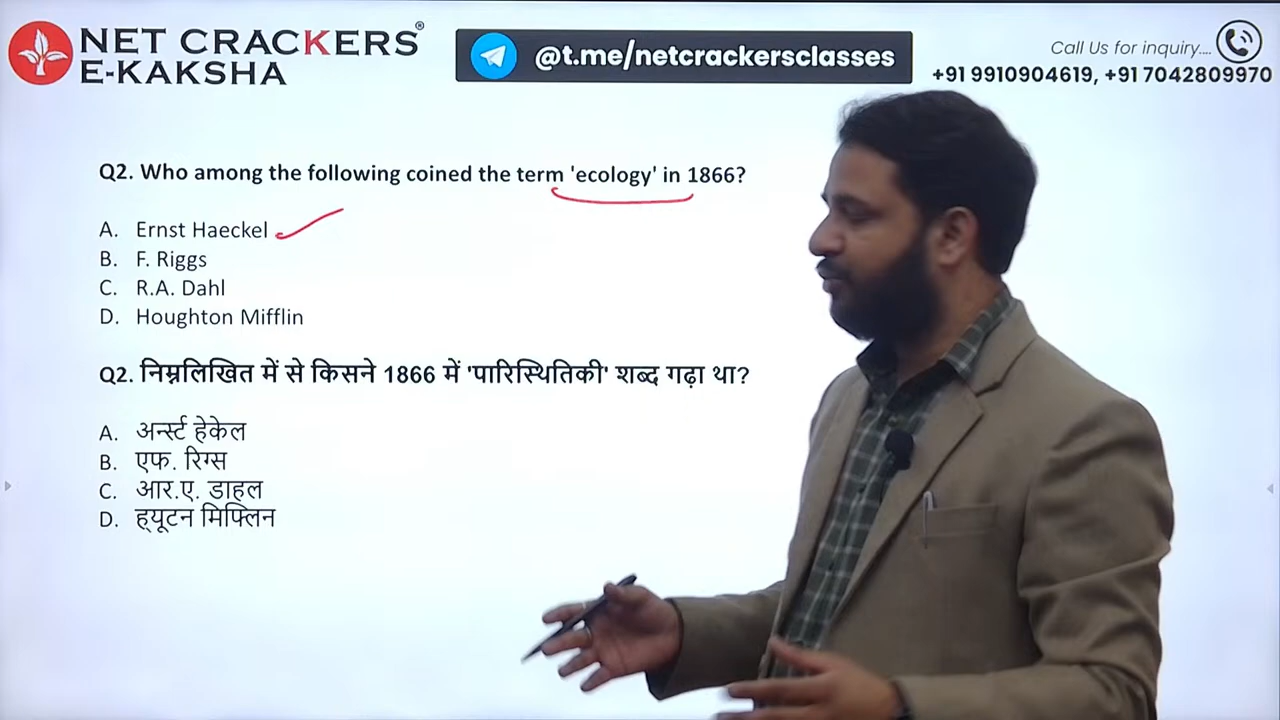 NET CRACKERS®
E-KAKSHA
@t.me/netcrackersclasses
Call Us for inquiry....
+91 9910904619, +91 7042809970
Q2. Who among the following coined the term 'ecology' in 1866?
A. Ernst Haeckel
B. F. Riggs
C. R.A. Dahl
D. Houghton Mifflin
Q2. निम्नलिखित में से किसने 1866 में 'पारिस्थितिकी' शब्द गढ़ा था?
A. अर्न्स्ट हेकेल
B. एफ. रिग्स
C. आर.ए. डाहल
D. ह्यूटन मिफ्लिन